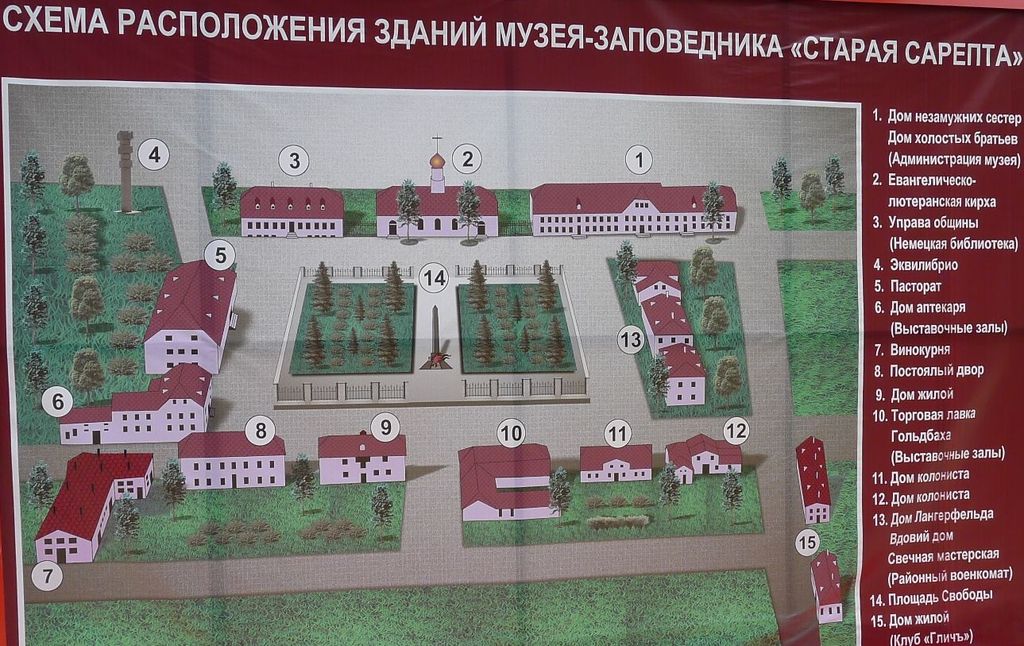 СХЕМА РАСПОЛОЖЕНИЯ ЗДАНИЙ МУЗЕЯ-ЗАПОВЕДНИКА «СТАРАЯ САРЕПТА»
4
3
2
1
5
14
13
6
8
9
10
11
12
7
15
1. Дом незамужних сестер
Дом холостых братьев
(Администрация музея)
2. Евангелическо-
лютеранская кирха
3. Управа общины
(Немецкая библиотека)
4. Эквилибрио
5. Пасторат
6. Дом аптекаря
(Выставочные залы)
7. Винокурня
8. Постоялый двор
9. Дом жилой
10. Торговая лавка
Гольдбаха
(Выставочные залы)
11. Дом колониста
12. Дом колониста
13. Дом Лангерфельда
Вдовий дом
Свечная мастерская
(Районный военкомат)
14. Площадь Свободы
15. Дом жилой
(Клуб «Гличъ»)